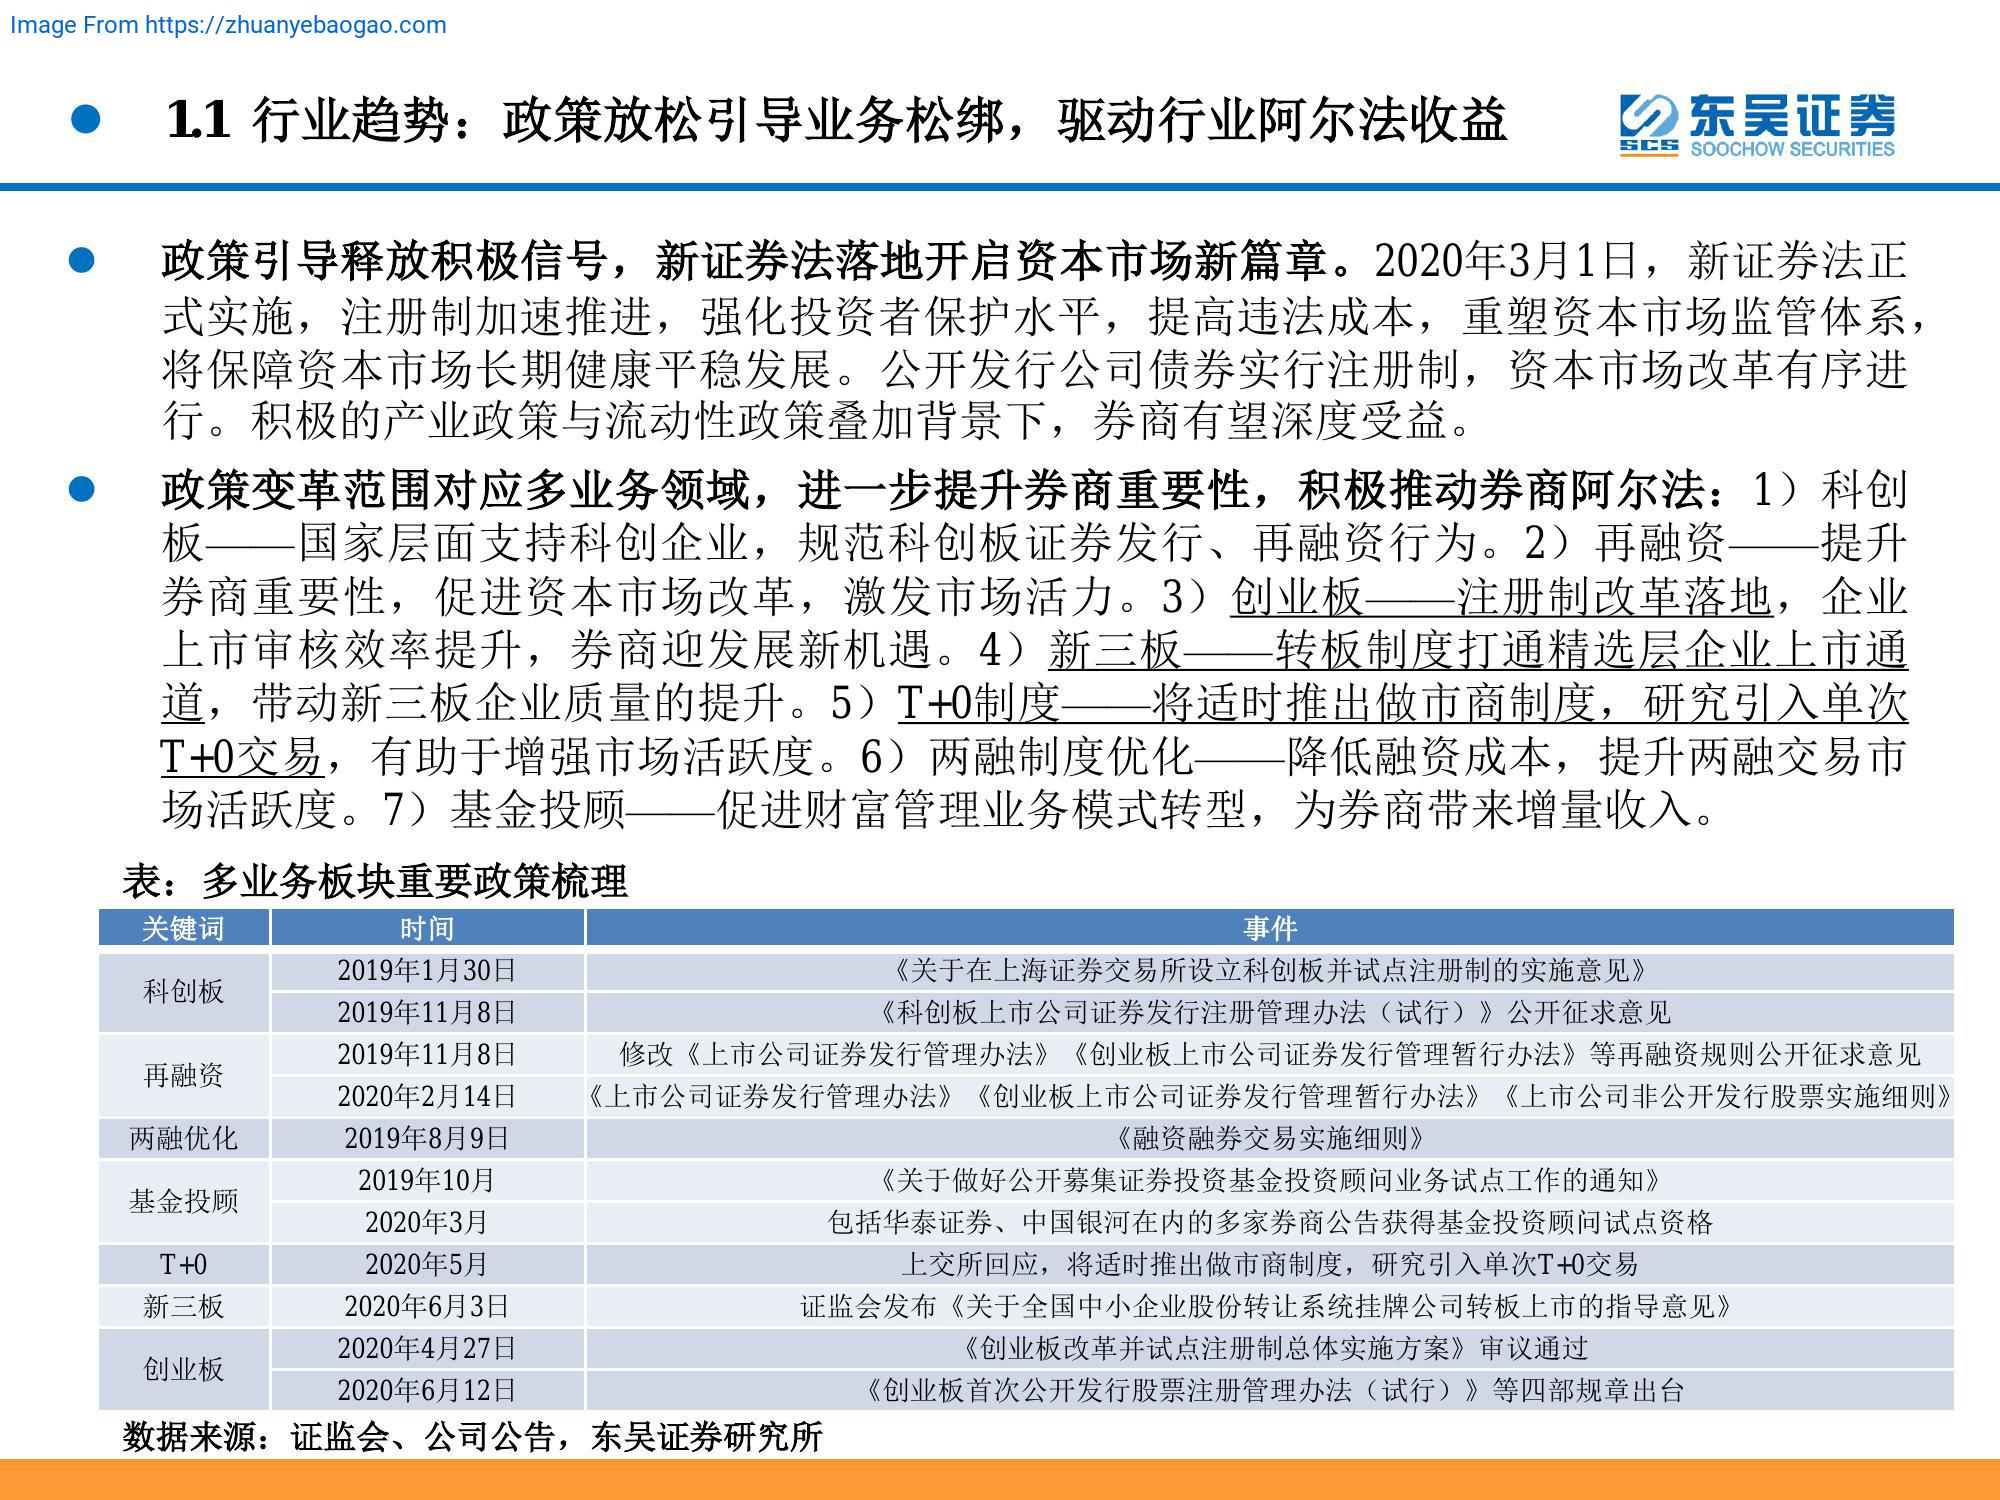 Image From https://zhuanyebaogao.com
1.1 行业趋势：政策放松引导业务松绑，驱动行业阿尔法收益
SCS
东吴证券
SOOCHOW SECURITIES
政策引导释放积极信号，新证券法落地开启资本市场新篇章。2020年3月1日，新证券法正
式实施，注册制加速推进，强化投资者保护水平，提高违法成本，重塑资本市场监管体系，
将保障资本市场长期健康平稳发展。公开发行公司债券实行注册制，资本市场改革有序进
行。积极的产业政策与流动性政策叠加背景下，券商有望深度受益。
政策变革范围对应多业务领域，进一步提升券商重要性，积极推动券商阿尔法：1）科创
板——国家层面支持科创企业，规范科创板证券发行、再融资行为。2）再融资——提升
券商重要性，促进资本市场改革，激发市场活力。3）创业板——注册制改革落地，企业
上市审核效率提升，券商迎发展新机遇。4）新三板——转板制度打通精选层企业上市通
道，带动新三板企业质量的提升。5）T+0制度——将适时推出做市商制度，研究引入单次
T+0交易，有助于增强市场活跃度。6）两融制度优化——降低融资成本，提升两融交易市
场活跃度。7）基金投顾——促进财富管理业务模式转型，为券商带来增量收入。
表：多业务板块重要政策梳理
关键词 时间 事件
科创板 2019年1月30日 《关于在上海证券交易所设立科创板并试点注册制的实施意见》
2019年11月8日 《科创板上市公司证券发行注册管理办法（试行）》公开征求意见
再融资 2019年11月8日 修改《上市公司证券发行管理办法》《创业板上市公司证券发行管理暂行办法》等再融资规则公开征求意见
2020年2月14日 《上市公司证券发行管理办法》《创业板上市公司证券发行管理暂行办法》《上市公司非公开发行股票实施细则》
两融优化 2019年8月9日 《融资融券交易实施细则》
基金投顾 2019年10月 《关于做好公开募集证券投资基金投资顾问业务试点工作的通知》
2020年3月 包括华泰证券、中国银河在内的多家券商公告获得基金投资顾问试点资格
T+0 2020年5月 上交所回应，将适时推出做市商制度，研究引入单次T+0交易
新三板 2020年6月3日 证监会发布《关于全国中小企业股份转让系统挂牌公司转板上市的指导意见》
创业板 2020年4月27日 《创业板改革并试点注册制总体实施方案》审议通过
2020年6月12日 《创业板首次公开发行股票注册管理办法（试行）》等四部规章出台
数据来源：证监会、公司公告，东吴证券研究所